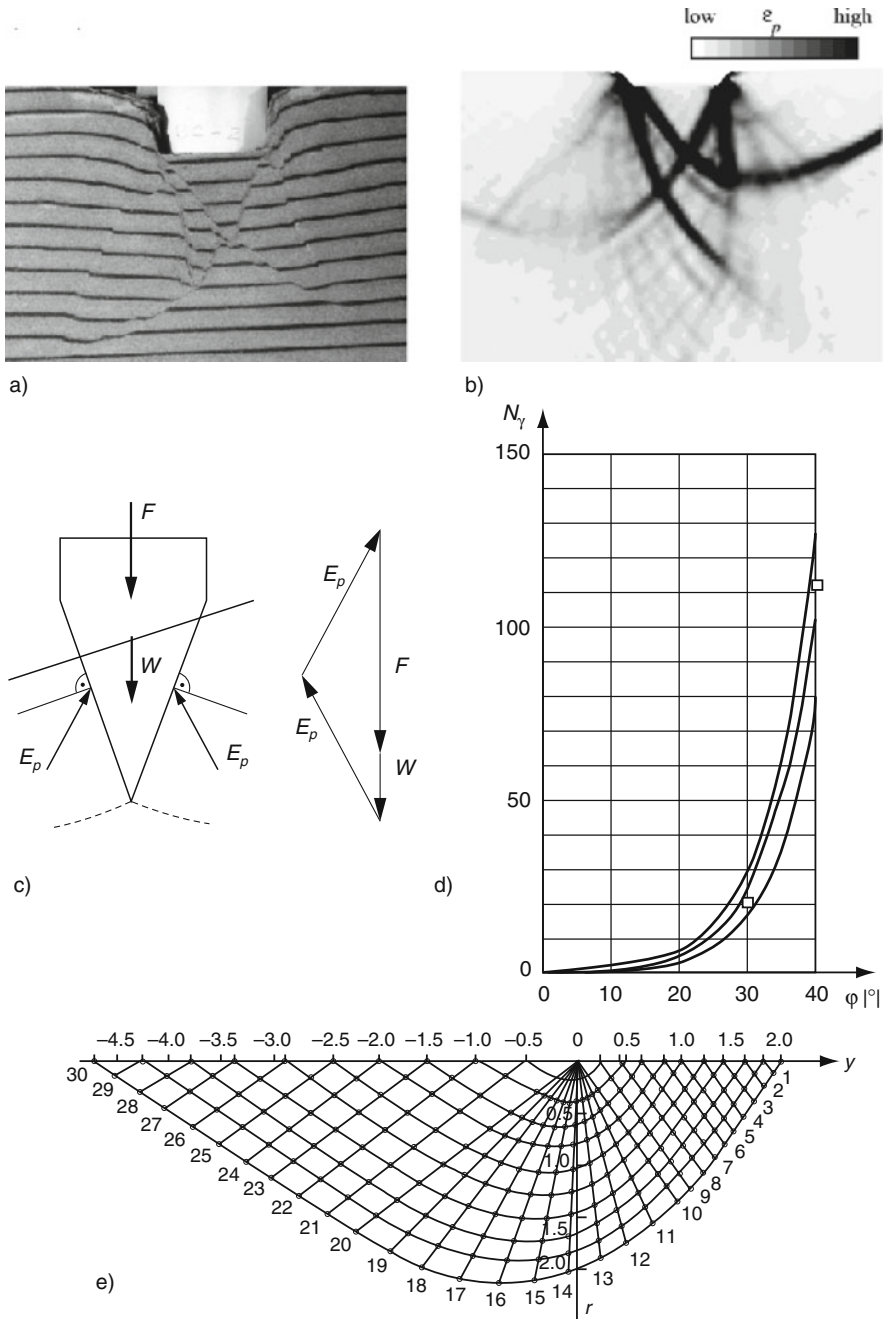 low ε_p high
a)
b)
N_γ
150
100
50
0
0 10 20 30 40 φ |°|
d)
F
W
E_p
E_p
E_p
E_p
F
W
c)
−4.5 −4.0 −3.5 −3.0 −2.5 −2.0 −1.5 −1.0 −0.5 0 0.5 1.0 1.5 2.0 y
0.5
1.0
1.5
2.0
30 29 28 27 26 25 24 23 22 21 20 19 18 17 16 15 14 13 12 11 10 9 8 7 6 5 4 3 2 1
r
e)